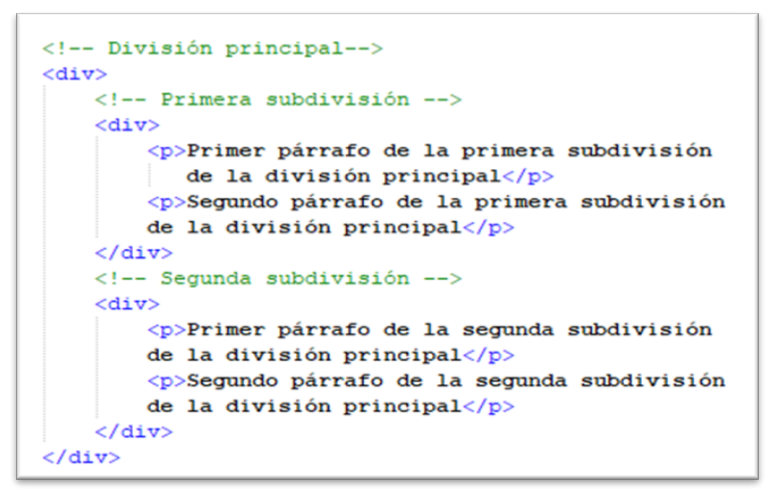 <!-- División principal-->
<div>
<!-- Primera subdivisión -->
<div>
<p>Primer párrafo de la primera subdivisión
de la división principal</p>
<p>Segundo párrafo de la primera subdivisión
de la división principal</p>
</div>
<!-- Segunda subdivisión -->
<div>
<p>Primer párrafo de la segunda subdivisión
de la división principal</p>
<p>Segundo párrafo de la segunda subdivisión
de la división principal</p>
</div>
</div>